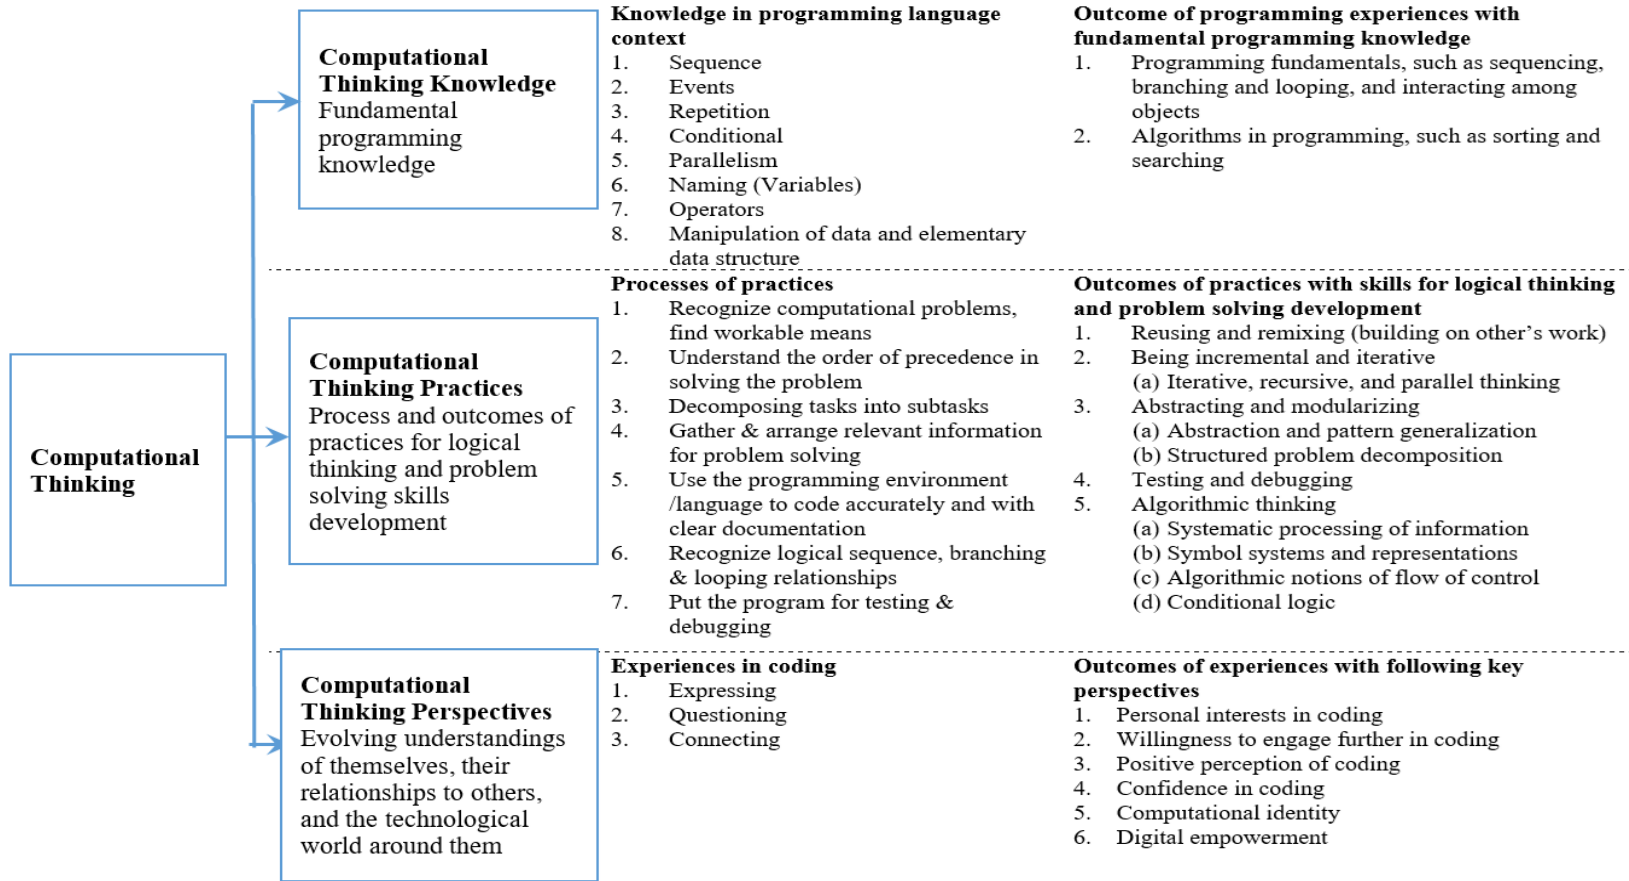 Computational
Thinking
Computational
Thinking Knowledge
Fundamental
programming
knowledge
Knowledge in programming language
context
1. Sequence
2. Events
3. Repetition
4. Conditional
5. Parallelism
6. Naming (Variables)
7. Operators
8. Manipulation of data and elementary
data structure
Outcome of programming experiences with
fundamental programming knowledge
1. Programming fundamentals, such as sequencing,
branching and looping, and interacting among
objects
2. Algorithms in programming, such as sorting and
searching
Computational
Thinking Practices
Process and outcomes of
practices for logical
thinking and problem
solving skills
development
Processes of practices
1. Recognize computational problems,
find workable means
2. Understand the order of precedence in
solving the problem
3. Decomposing tasks into subtasks
4. Gather & arrange relevant information
for problem solving
5. Use the programming environment
/language to code accurately and with
clear documentation
6. Recognize logical sequence, branching
& looping relationships
7. Put the program for testing &
debugging
Outcomes of practices with skills for logical thinking
and problem solving development
1. Reusing and remixing (building on other’s work)
2. Being incremental and iterative
(a) Iterative, recursive, and parallel thinking
3. Abstracting and modularizing
(a) Abstraction and pattern generalization
(b) Structured problem decomposition
4. Testing and debugging
5. Algorithmic thinking
(a) Systematic processing of information
(b) Symbol systems and representations
(c) Algorithmic notions of flow of control
(d) Conditional logic
Computational
Thinking Perspectives
Evolving understandings
of themselves, their
relationships to others,
and the technological
world around them
Experiences in coding
1. Expressing
2. Questioning
3. Connecting
Outcomes of experiences with following key
perspectives
1. Personal interests in coding
2. Willingness to engage further in coding
3. Positive perception of coding
4. Confidence in coding
5. Computational identity
6. Digital empowerment